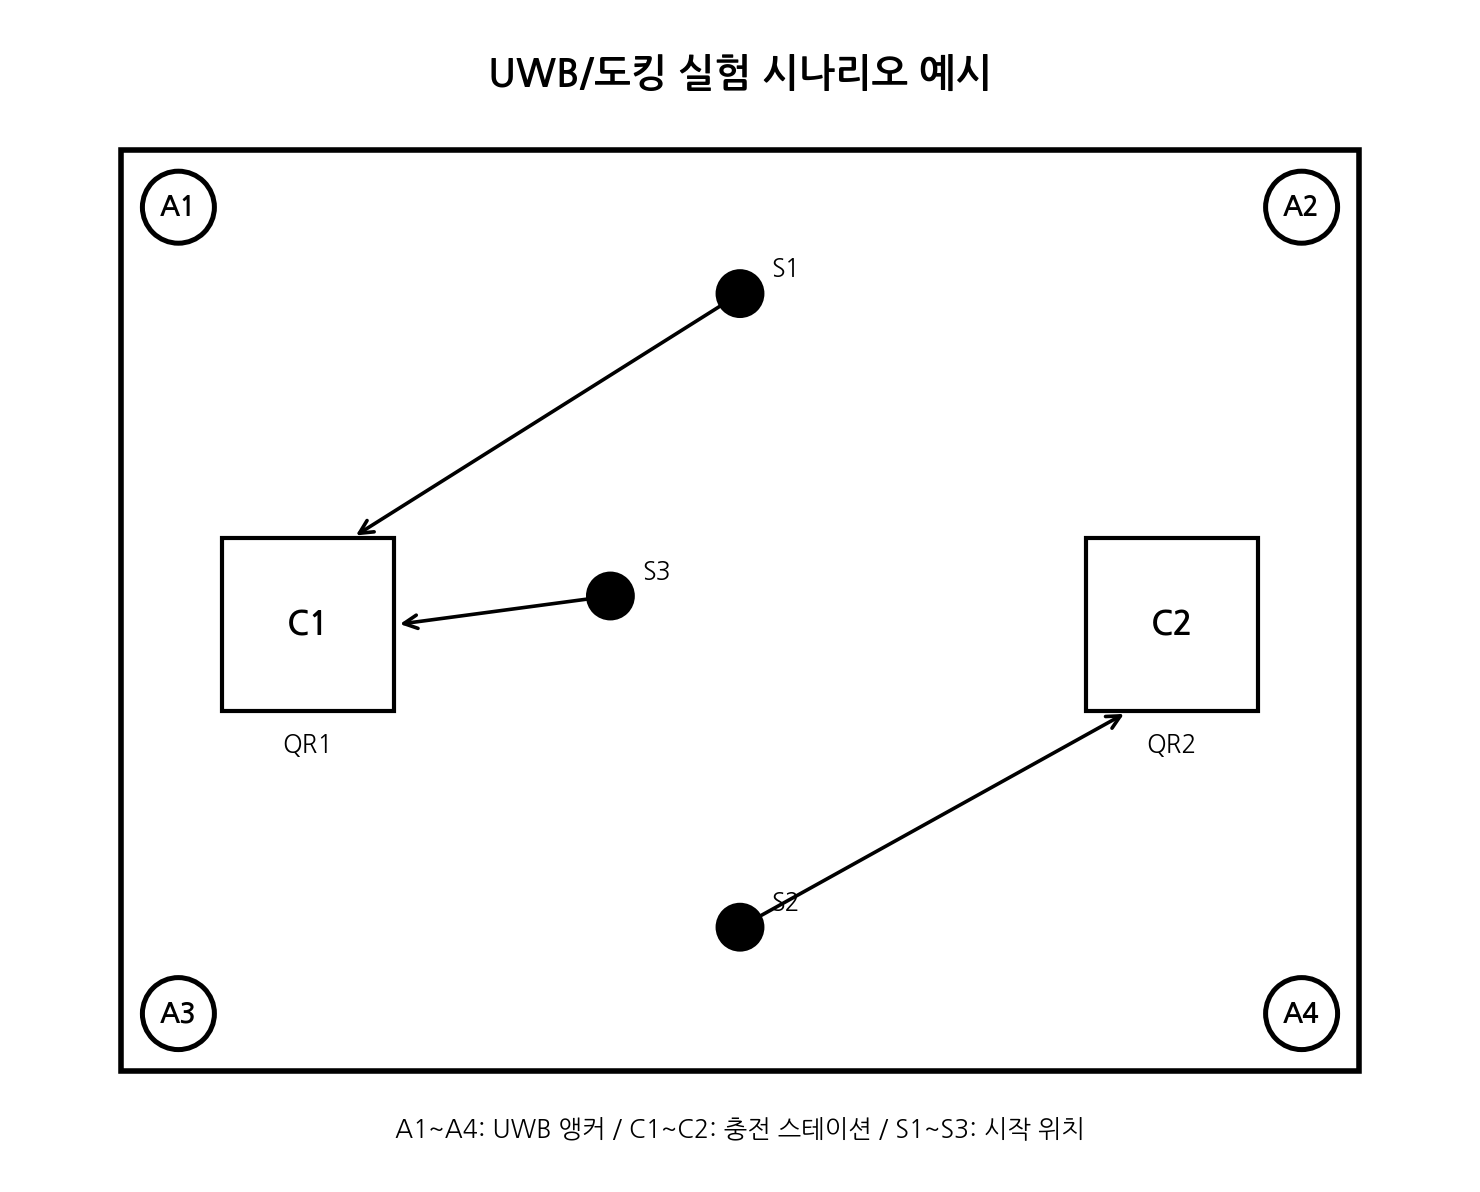 UWB/도킹 실험 시나리오 예시
A1
A2
S1
S3
C1
C2
QR1
QR2
S2
A3
A4
A1~A4: UWB 앵커 / C1~C2: 충전 스테이션 / S1~S3: 시작 위치